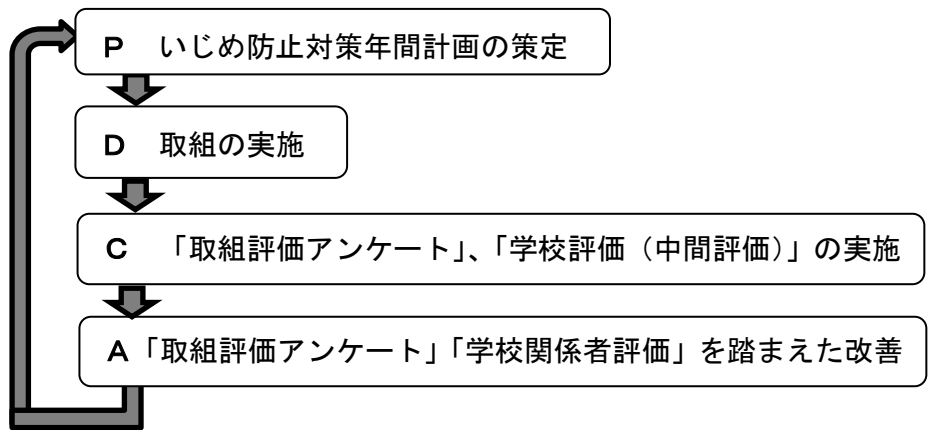 P　いじめ防止対策年間計画の策定
D　取組の実施
C　「取組評価アンケート」、「学校評価（中間評価）」の実施
A「取組評価アンケート」「学校関係者評価」を踏まえた改善